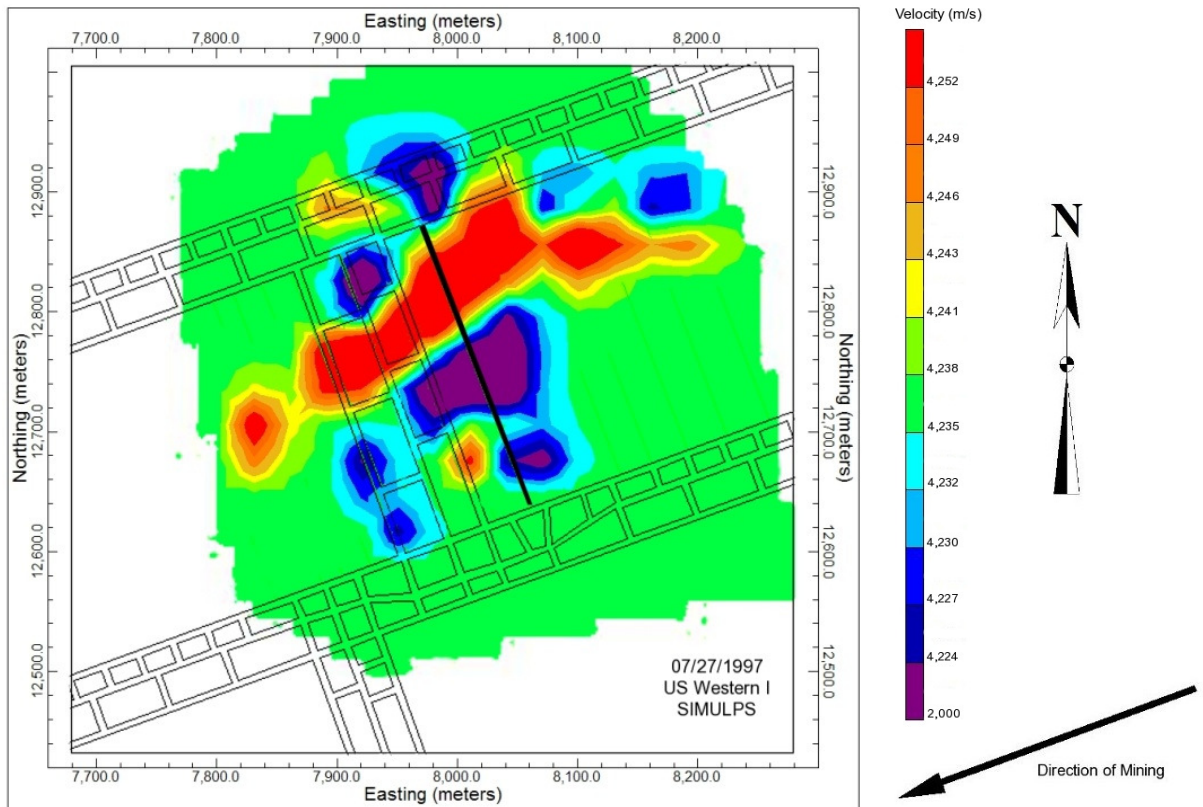 Easting (meters)
7,700.0 7,800.0 7,900.0 8,000.0 8,100.0 8,200.0
Northing (meters)
12,900.0
12,800.0
12,700.0
12,600.0
12,500.0
Northing (meters)
12,900.0
12,800.0
12,700.0
12,600.0
12,500.0
07/27/1997
US Western I
SIMULPS
7,700.0 7,800.0 7,900.0 8,000.0 8,100.0 8,200.0
Easting (meters)
Velocity (m/s)
4,252
4,249
4,246
4,243
4,241
4,238
4,235
4,232
4,230
4,227
4,224
2,000
N
Direction of Mining